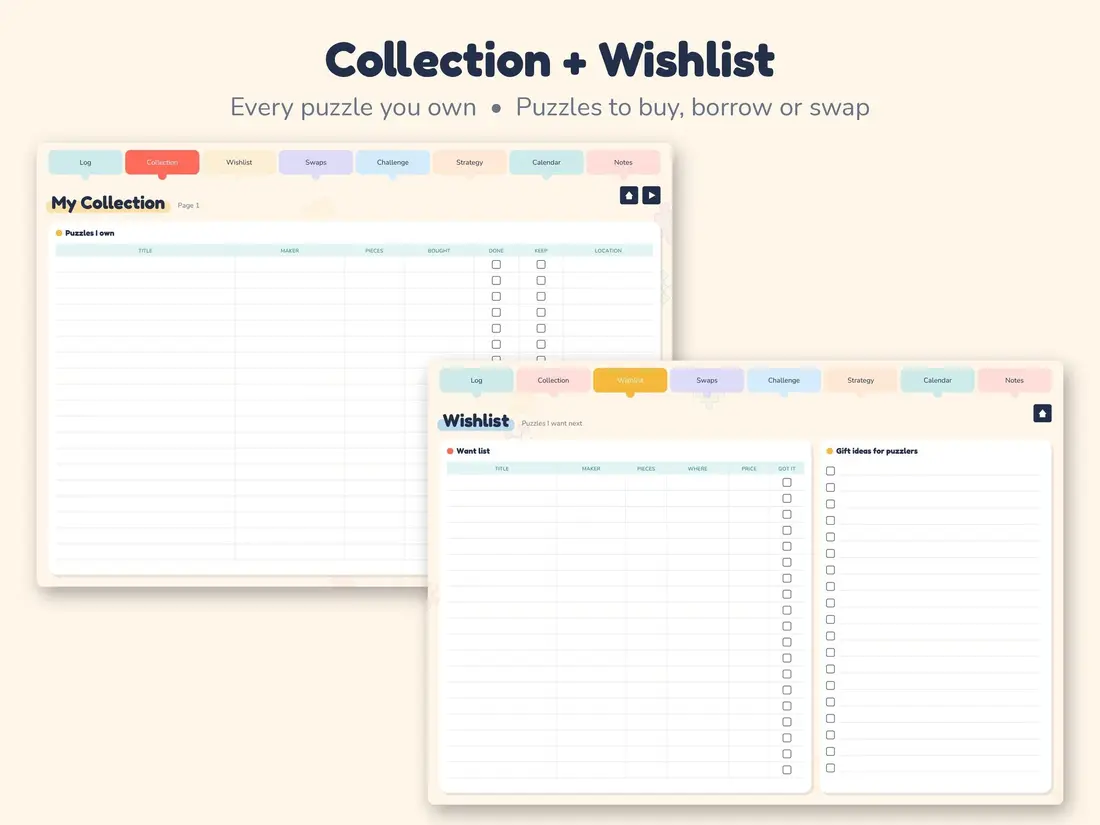 Collection + Wishlist
Every puzzle you own • Puzzles to buy, borrow or swap
Log Collection Wishlist Swaps Challenge Strategy Calendar Notes
My Collection Page 1
Puzzles I own
TITLE MAKER PIECES BOUGHT DONE KEEP LOCATION
Log Collection Wishlist Swaps Challenge Strategy Calendar Notes
Wishlist Puzzles I want next
Want list
TITLE MAKER PIECES WHERE PRICE GOT IT
Gift ideas for puzzlers